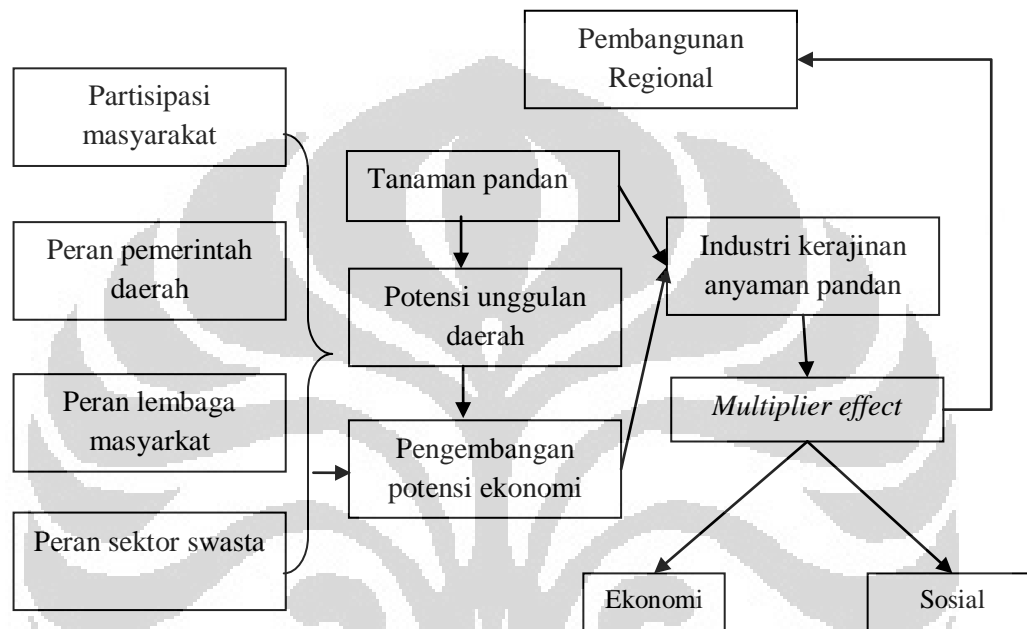 Pembangunan
Regional
Partisipasi
masyarakat
Tanaman pandan
Peran pemerintah
daerah
Industri kerajinan
anyaman pandan
Potensi unggulan
daerah
Peran lembaga
masyarkat
Multiplier effect
Pengembangan
potensi ekonomi
Peran sektor swasta
Ekonomi
Sosial